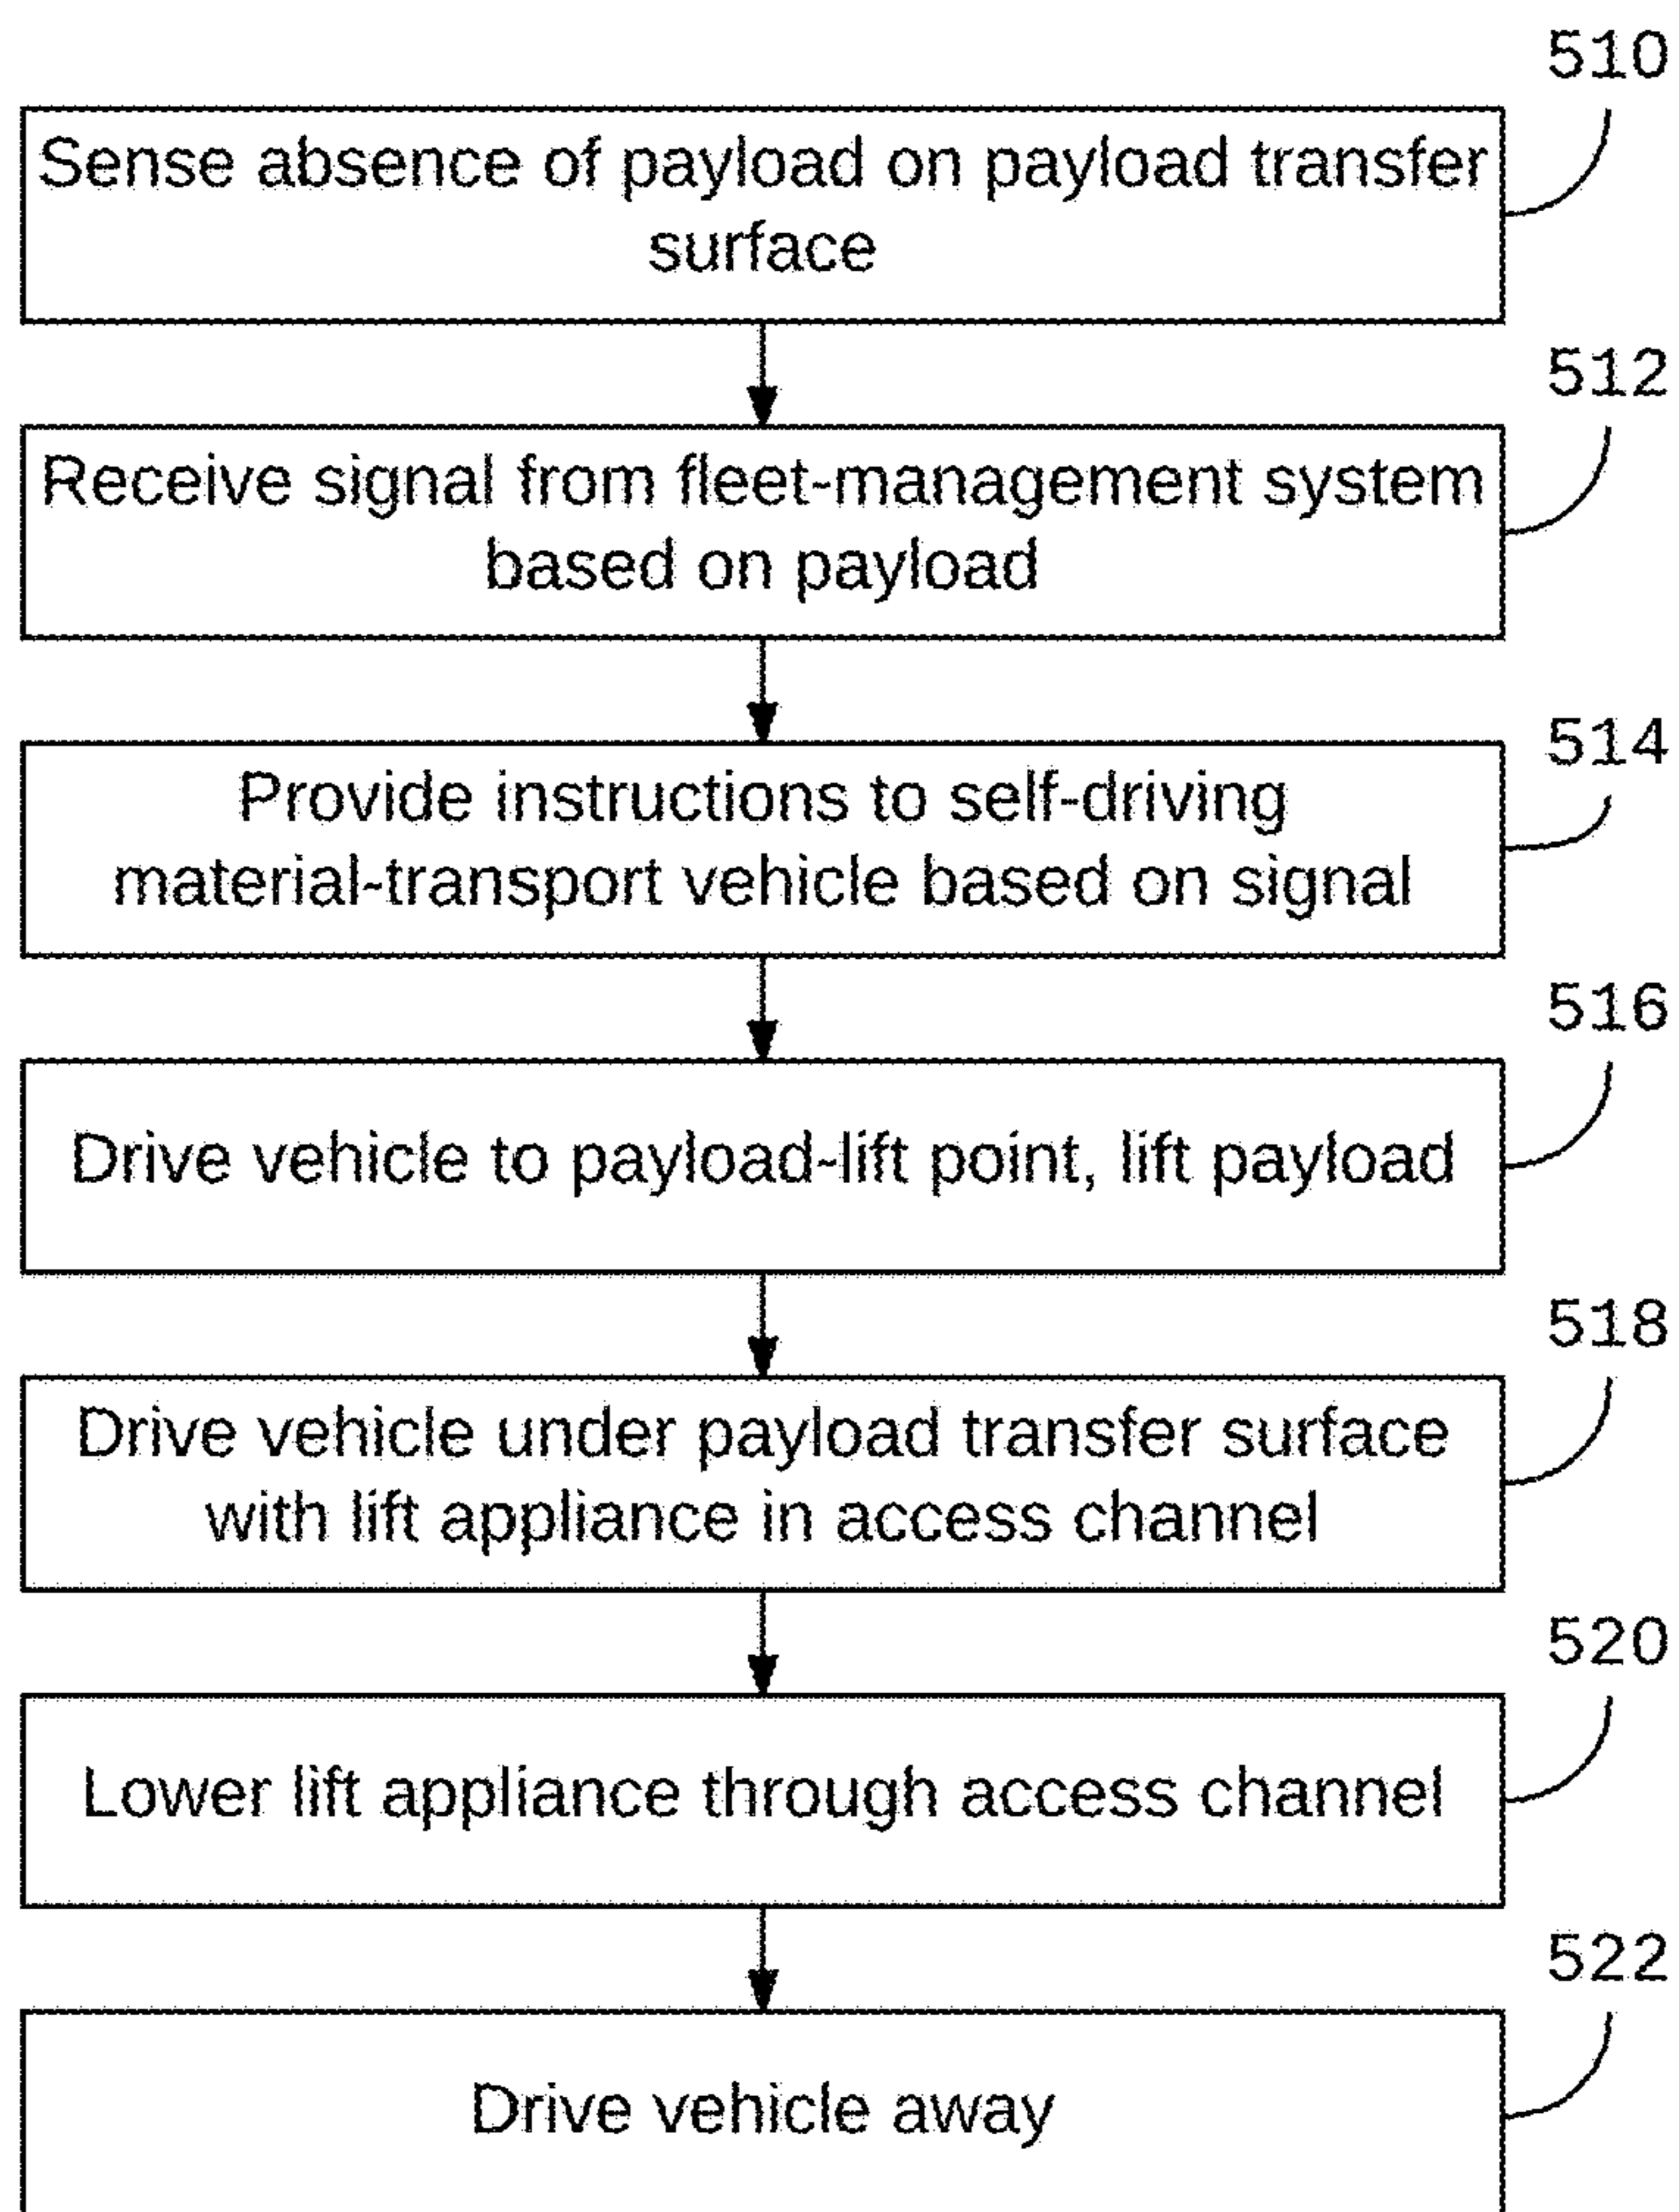 510
Sense absence of payload on payload transfer
surface
512
Receive signal from fleet-management system
based on payload
514
Provide instructions to self-driving
material-transport vehicle based on signal
516
Drive vehicle to payload-lift point, lift payload
518
Drive vehicle under payload transfer surface
with lift appliance in access channel
520
Lower lift appliance through access channel
522
Drive vehicle away